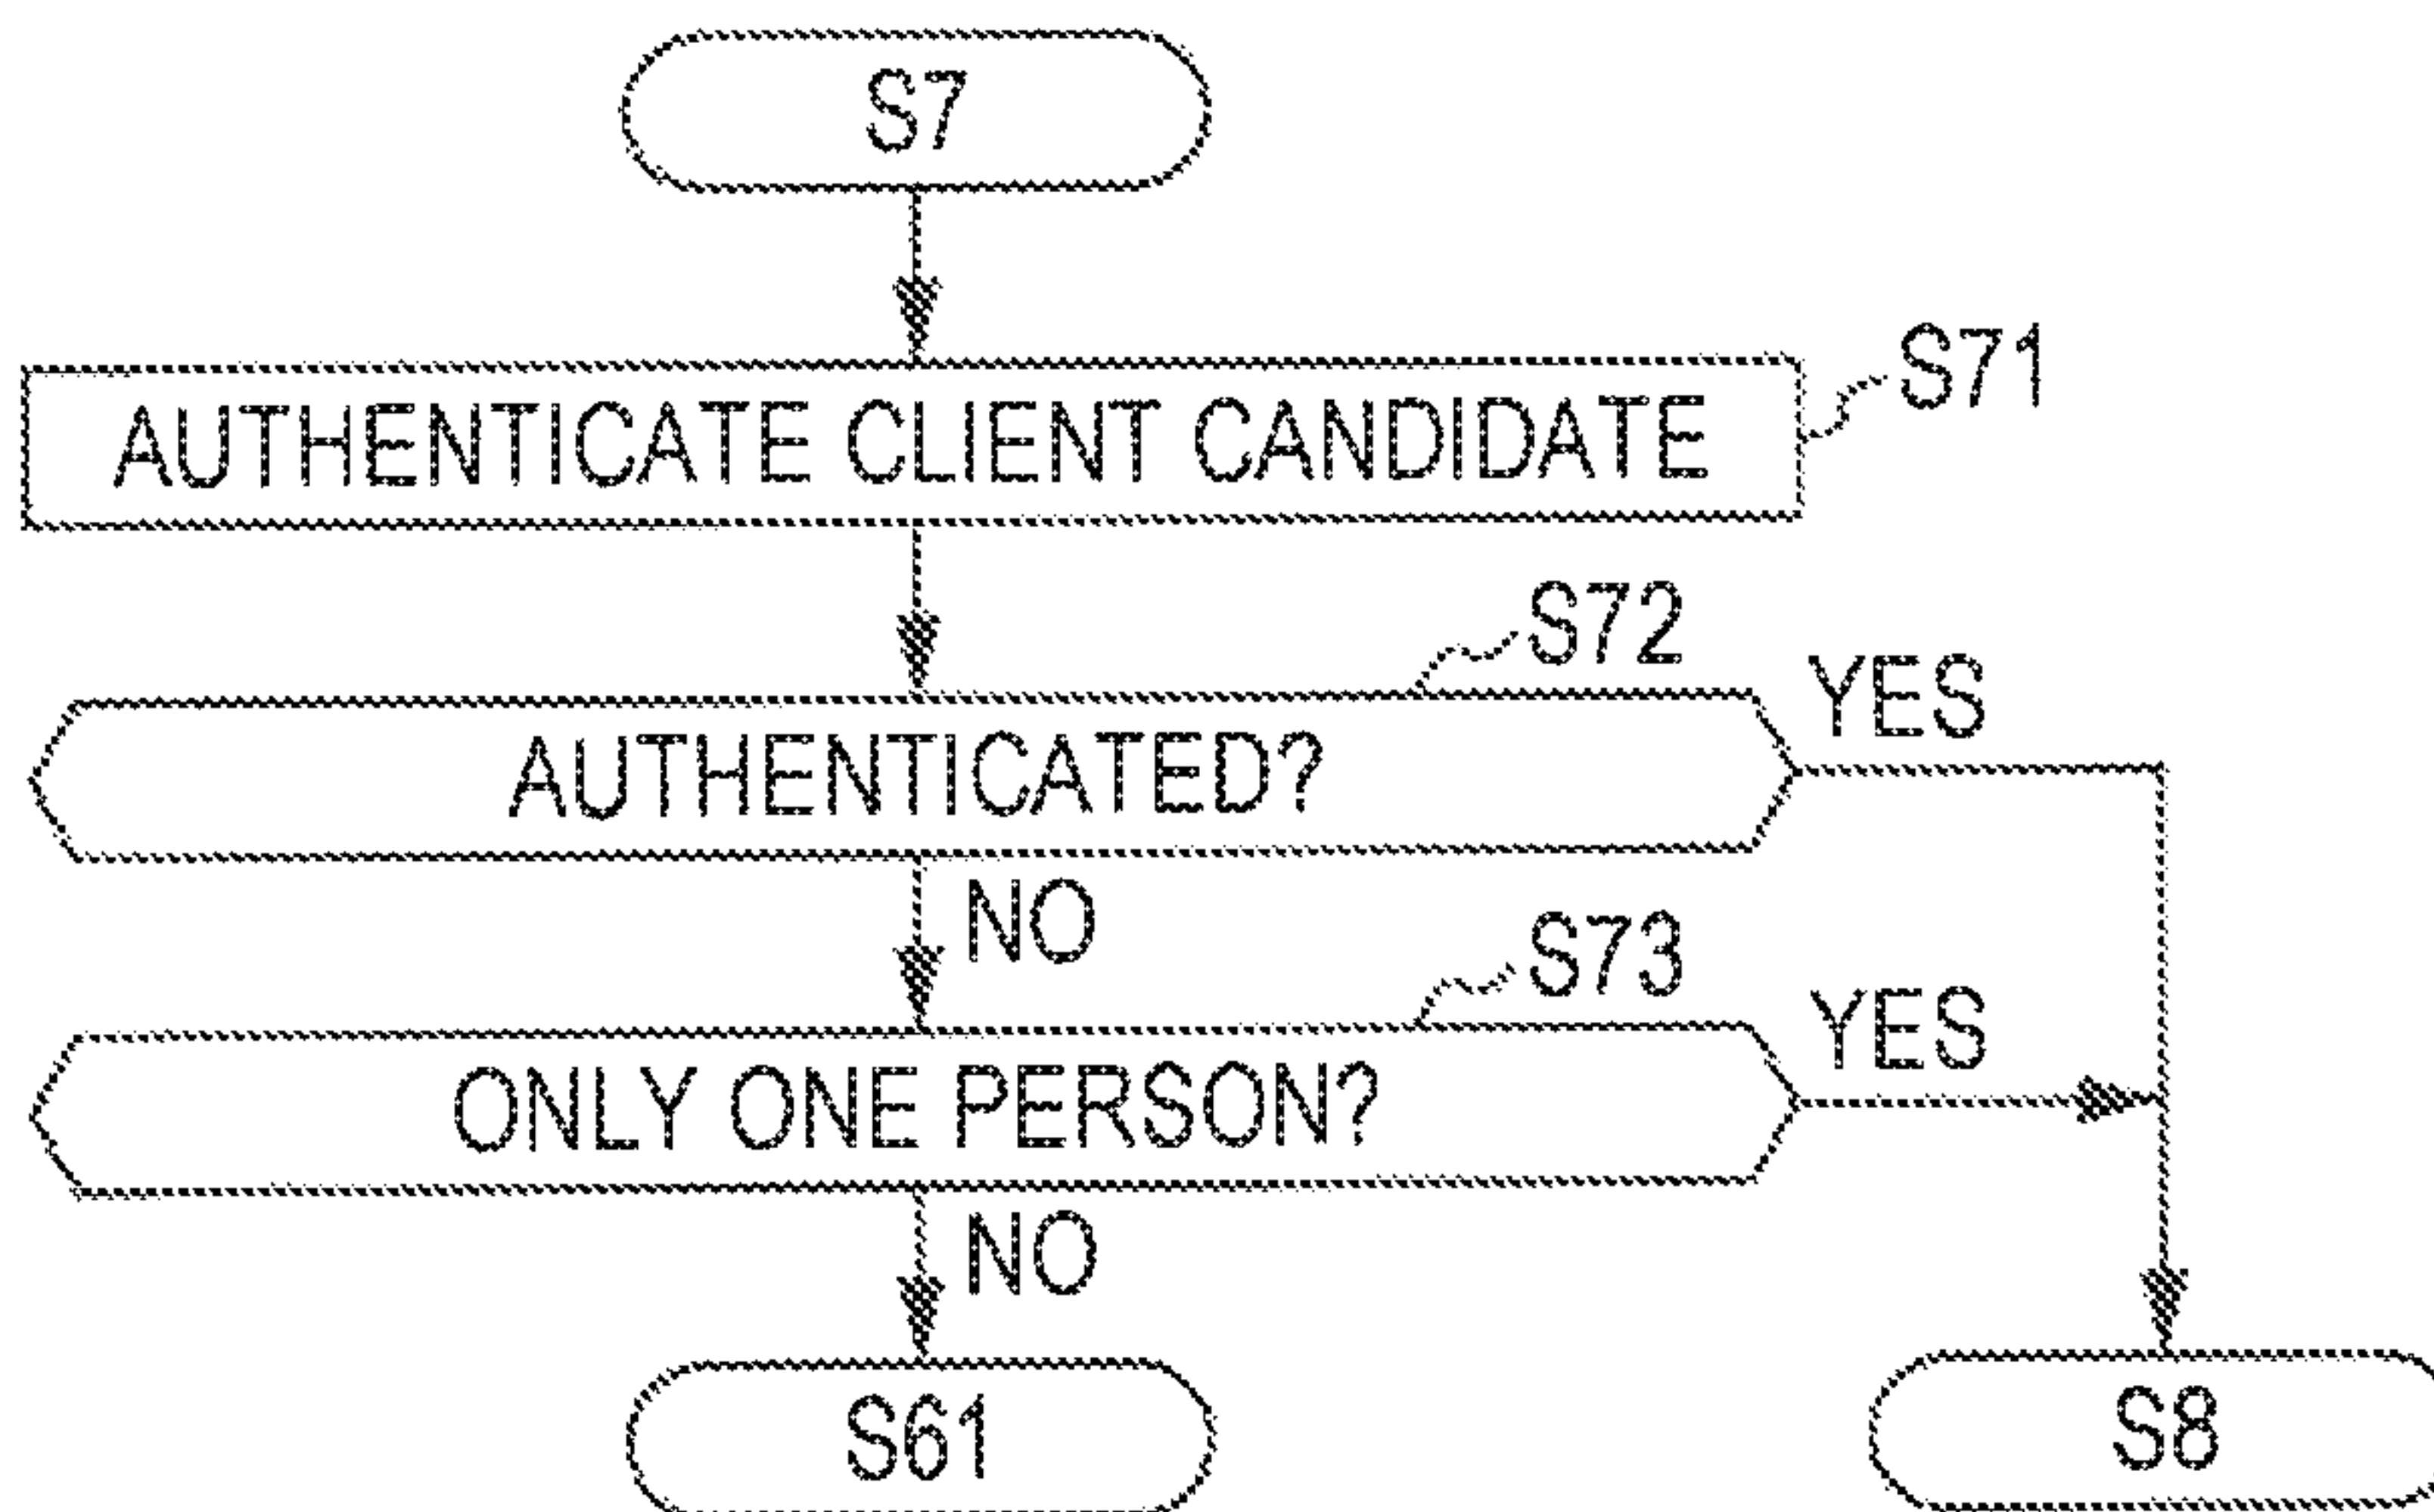 S7
AUTHENTICATE CLIENT CANDIDATE
S71
S72
YES
AUTHENTICATED?
NO
S73
YES
ONLY ONE PERSON?
NO
S61
S8